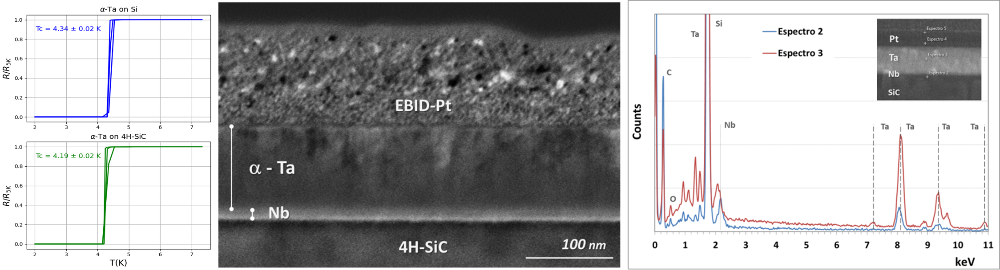 α-Ta on Si
Tc = 4.34 ± 0.02 K
R/R5K
1.0
0.8
0.6
0.4
0.2
0.0
2 3 4 5 6 7
α-Ta on 4H-SiC
Tc = 4.19 ± 0.02 K
R/R5K
1.0
0.8
0.6
0.4
0.2
0.0
2 3 4 5 6 7
T(K)
EBID-Pt
α - Ta
Nb
4H-SiC
100 nm
Counts
C
O
Ta
Si
Nb
Espectro 2
Espectro 3
Espectro 5
Pt
Espectro 4
Ta
Espectro 3
Nb
Espectro 2
SiC
Ta Ta Ta Ta
0 1 2 3 4 5 6 7 8 9 10 11
keV